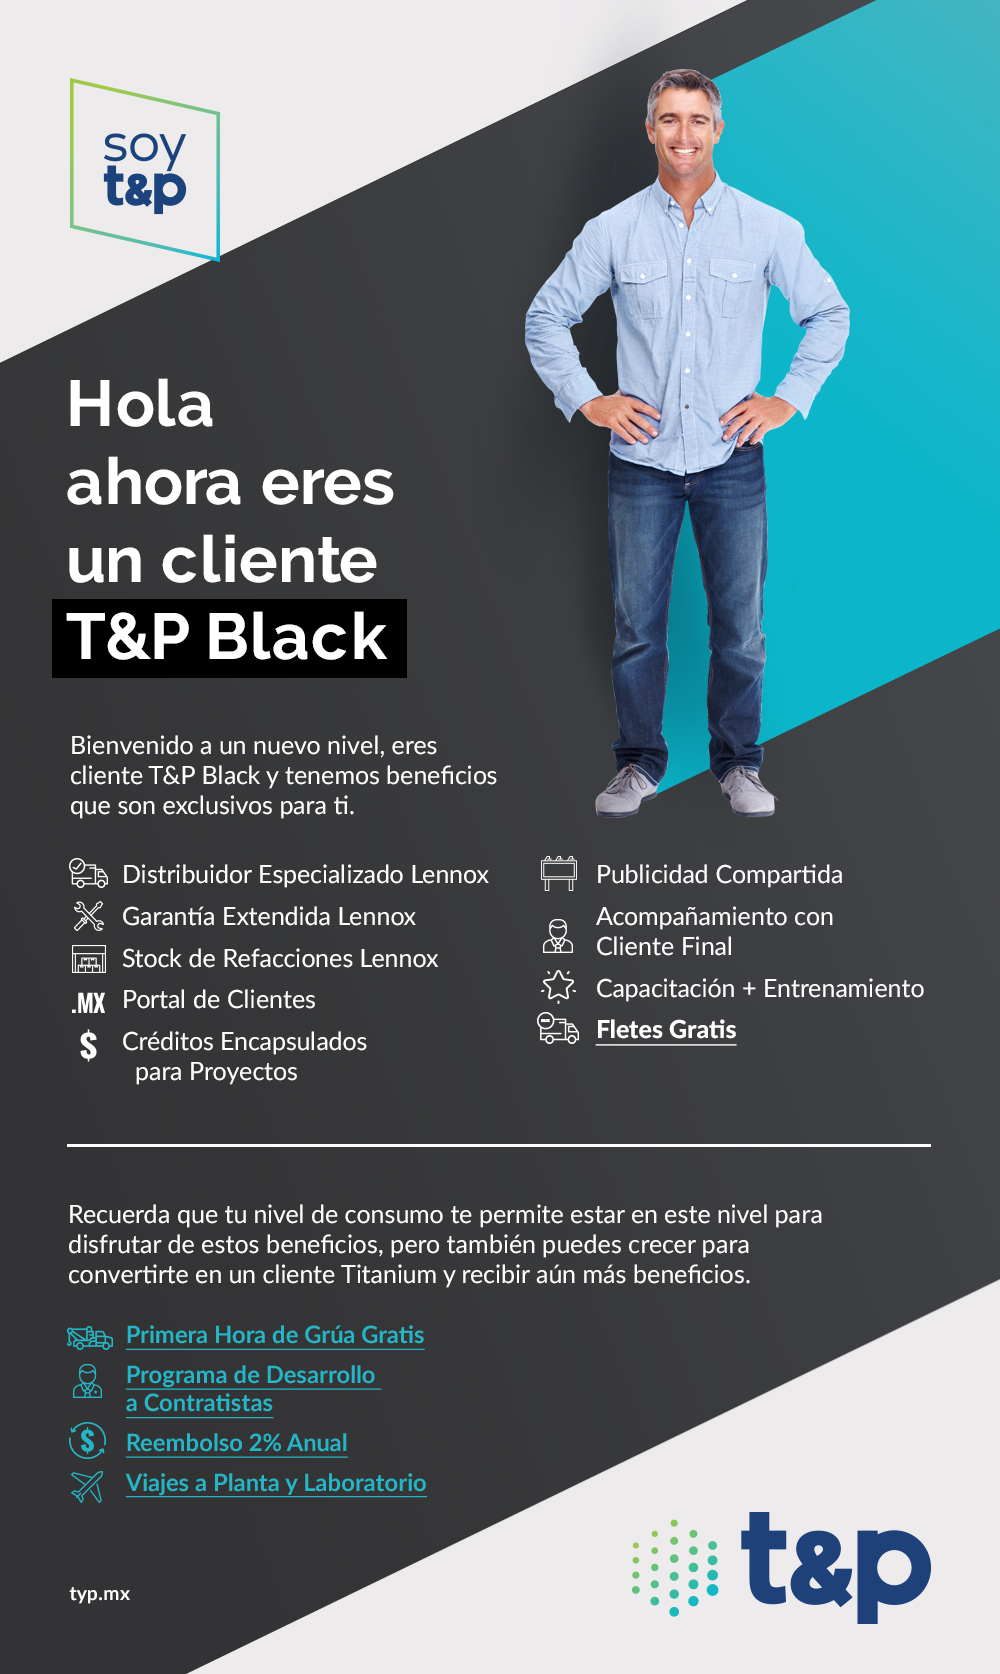 soy
t&p
Hola
ahora eres
un cliente
T&P Black
Bienvenido a un nuevo nivel, eres
cliente T&P Black y tenemos beneficios
que son exclusivos para ti.
Distribuidor Especializado Lennox
Garantía Extendida Lennox
Stock de Refacciones Lennox
.MX Portal de Clientes
$ Créditos Encapsulados
para Proyectos
Publicidad Compartida
Acompañamiento con
Cliente Final
Capacitación + Entrenamiento
Fletes Gratis
Recuerda que tu nivel de consumo te permite estar en este nivel para
disfrutar de estos beneficios, pero también puedes crecer para
convertirte en un cliente Titanium y recibir aún más beneficios.
Primera Hora de Grúa Gratis
Programa de Desarrollo
a Contratistas
$ Reembolso 2% Anual
Viajes a Planta y Laboratorio
typ.mx
t&p